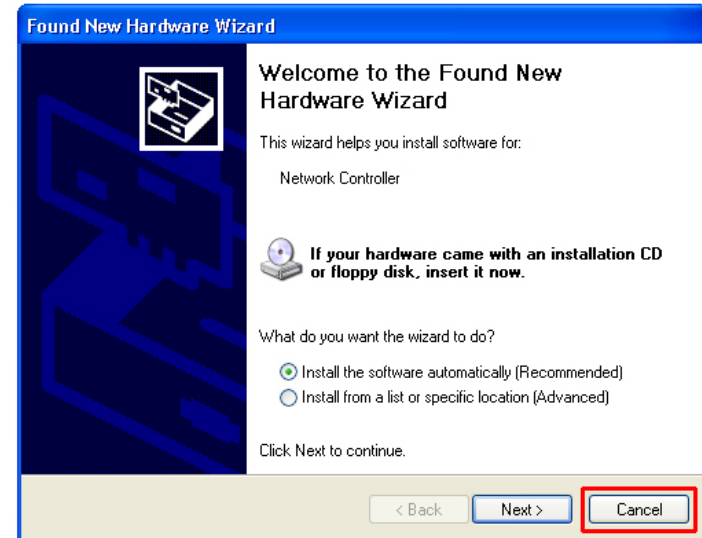 Found New Hardware Wizard
Welcome to the Found New
Hardware Wizard
This wizard helps you install software for:
Network Controller
If your hardware came with an installation CD
or floppy disk, insert it now.
What do you want the wizard to do?
Install the software automatically (Recommended)
Install from a list or specific location (Advanced)
Click Next to continue.
< Back Next > Cancel